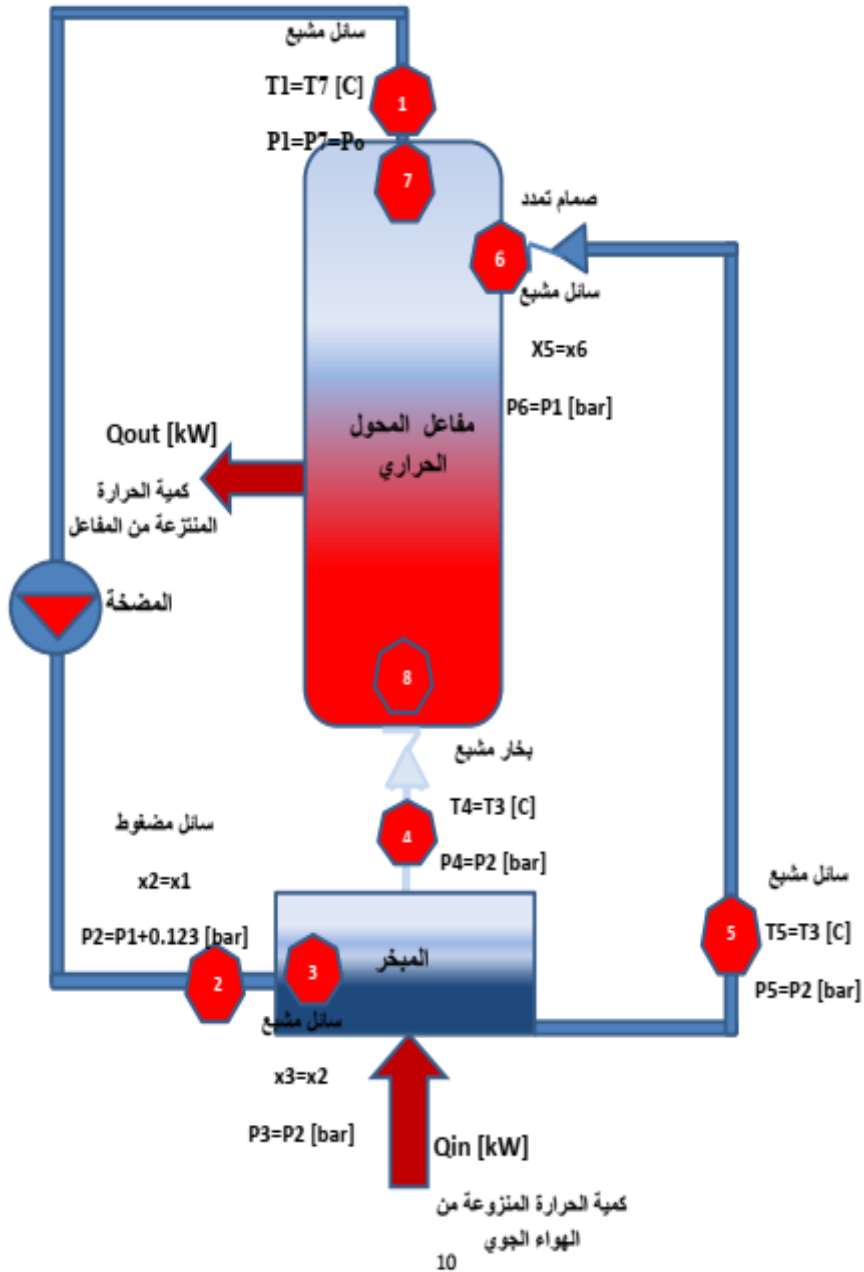 سائل مشبع
T1=T7 [C]
1
P1=P7=Po
7
صمام تمدد
6
سائل مشبع
X5=x6
P6=P1 [bar]
مفاعل المحول
الحراري
Qout [kW]
كمية الحرارة
المنتزعة من المفاعل
المضخة
8
بخار مشبع
T4=T3 [C]
4
P4=P2 [bar]
سائل مضغوط
x2=x1
P2=P1+0.123 [bar]
سائل مشبع
5
T5=T3 [C]
P5=P2 [bar]
المبخر
3
2
سائل مشبع
x3=x2
P3=P2 [bar]
Qin [kW]
كمية الحرارة المنزوعة من
الهواء الجوي
10